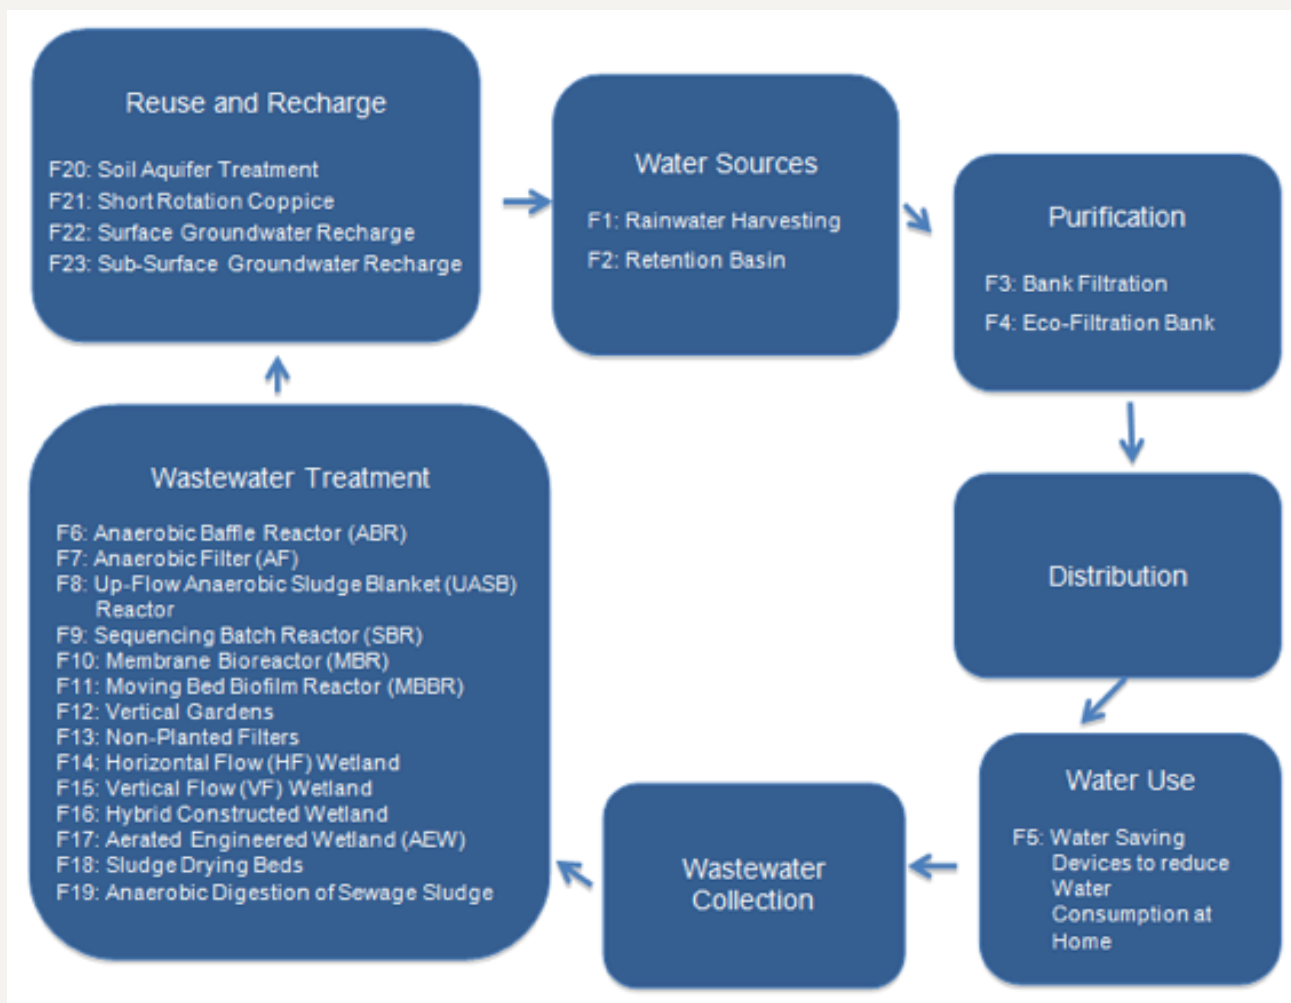 Reuse and Recharge
F20: Soil Aquifer Treatment
F21: Short Rotation Coppice
F22: Surface Groundwater Recharge
F23: Sub-Surface Groundwater Recharge
Water Sources
F1: Rainwater Harvesting
F2: Retention Basin
Purification
F3: Bank Filtration
F4: Eco-Filtration Bank
Distribution
Water Use
F5: Water Saving
Devices to reduce
Water
Consumption at
Home
Wastewater
Collection
Wastewater Treatment
F6: Anaerobic Baffle Reactor (ABR)
F7: Anaerobic Filter (AF)
F8: Up-Flow Anaerobic Sludge Blanket (UASB)
Reactor
F9: Sequencing Batch Reactor (SBR)
F10: Membrane Bioreactor (MBR)
F11: Moving Bed Biofilm Reactor (MBBR)
F12: Vertical Gardens
F13: Non-Planted Filters
F14: Horizontal Flow (HF) Wetland
F15: Vertical Flow (VF) Wetland
F16: Hybrid Constructed Wetland
F17: Aerated Engineered Wetland (AEW)
F18: Sludge Drying Beds
F19: Anaerobic Digestion of Sewage Sludge